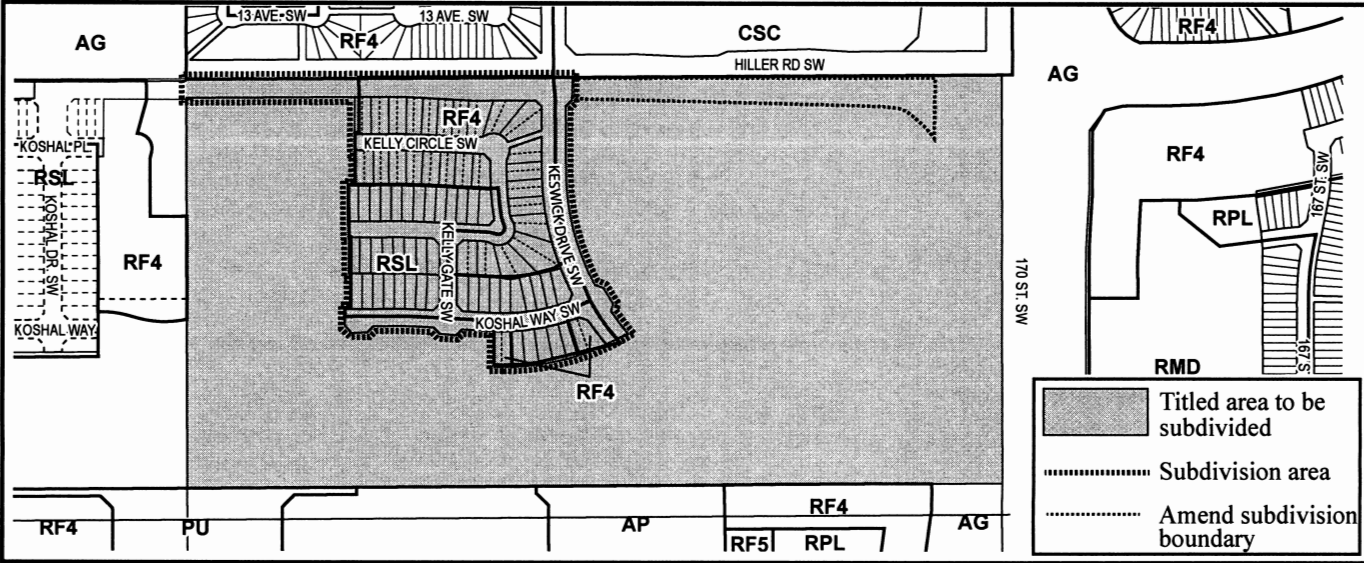 13 AVE. SW
13 AVE. SW
RF4
AG
CSC
HILLER RD SW
AG
RF4
RF4
KELLY CIRCLE SW
KOSHAL PL
RSL
KOSHAL DR. SW
RF4
KOSHAL WAY
KESWICK DRIVE SW
KELLY GATE SW
RSL
KOSHAL WAY SW
RF4
170 ST. SW
RF4
167 ST. SW
RPL
167 S
RMD
Titled area to be
subdivided
Subdivision area
Amend subdivision
boundary
RF4
PU
AP
RF4
AG
RF5
RPL